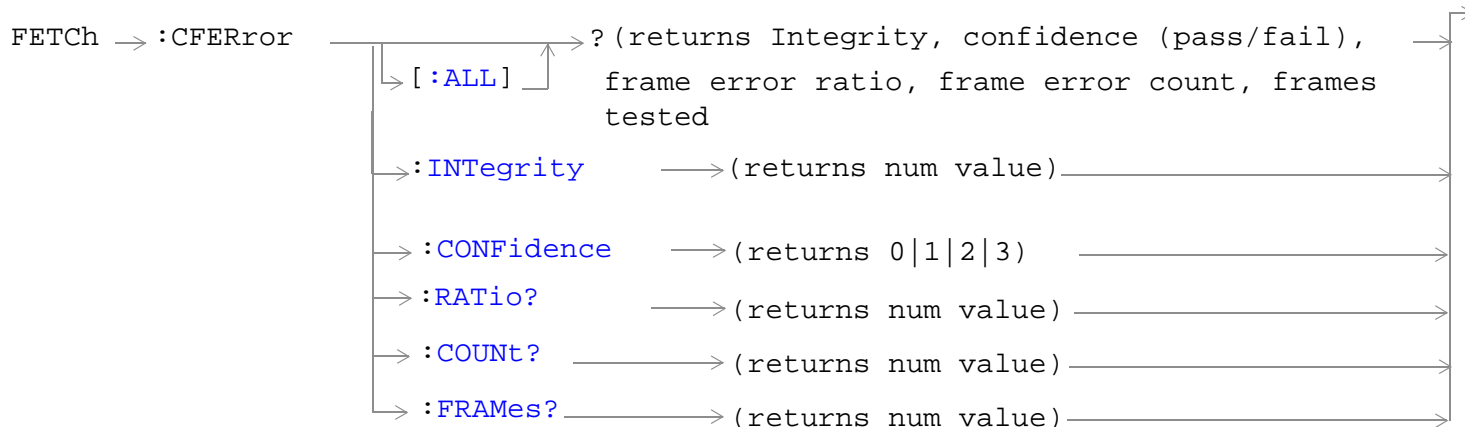 FETCh :CFERror ? (returns Integrity, confidence (pass/fail),
[:ALL] frame error ratio, frame error count, frames
tested
:INTegrity (returns num value)
:CONFidence (returns 0|1|2|3)
:RATio? (returns num value)
:COUNt? (returns num value)
:FRAMes? (returns num value)